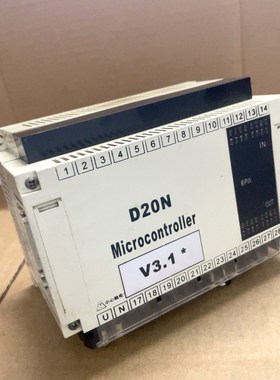 1 2 3 4 5 6 7 8 9 10 11 12 13 14
IN
D20N
Microcontroller
V3.1*
OUT
U N 17 18 19 20 21 22 23 24 25 26 27 28